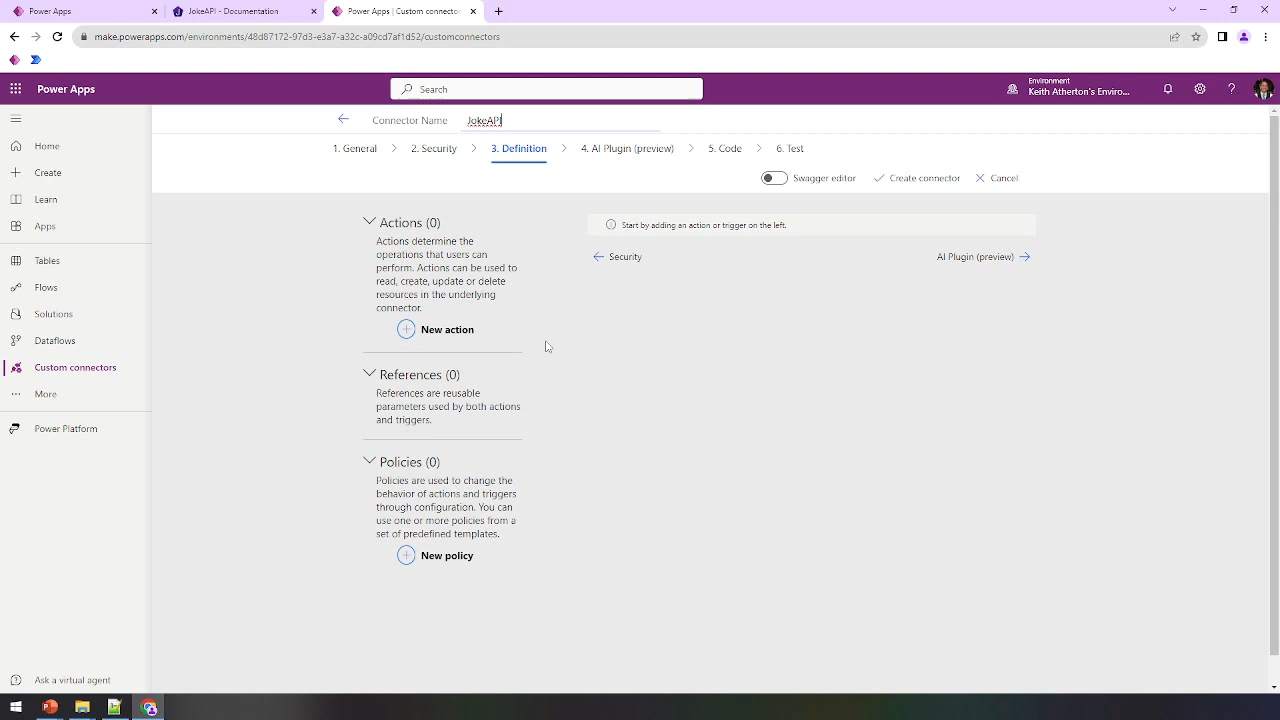 Power Apps
JokeAPI - Documentation
Power Apps | Custom connector
make.powerapps.com/environments/48d87172-97d3-e3a7-a32c-a09cd7af1d52/customconnectors
Power Apps
Search
Environment
Keith Atherton's Enviro...
Connector Name
JokeAPI
1. General
2. Security
3. Definition
4. AI Plugin (preview)
5. Code
6. Test
Swagger editor
Create connector
Cancel
Home
Create
Learn
Apps
Tables
Flows
Solutions
Dataflows
Custom connectors
More
Power Platform
Ask a virtual agent
Actions (0)
Actions determine the
operations that users can
perform. Actions can be used to
read, create, update or delete
resources in the underlying
connector.
New action
References (0)
References are reusable
parameters used by both actions
and triggers.
Policies (0)
Policies are used to change the
behavior of actions and triggers
through configuration. You can
use one or more policies from a
set of predefined templates.
New policy
Start by adding an action or trigger on the left.
Security
AI Plugin (preview)